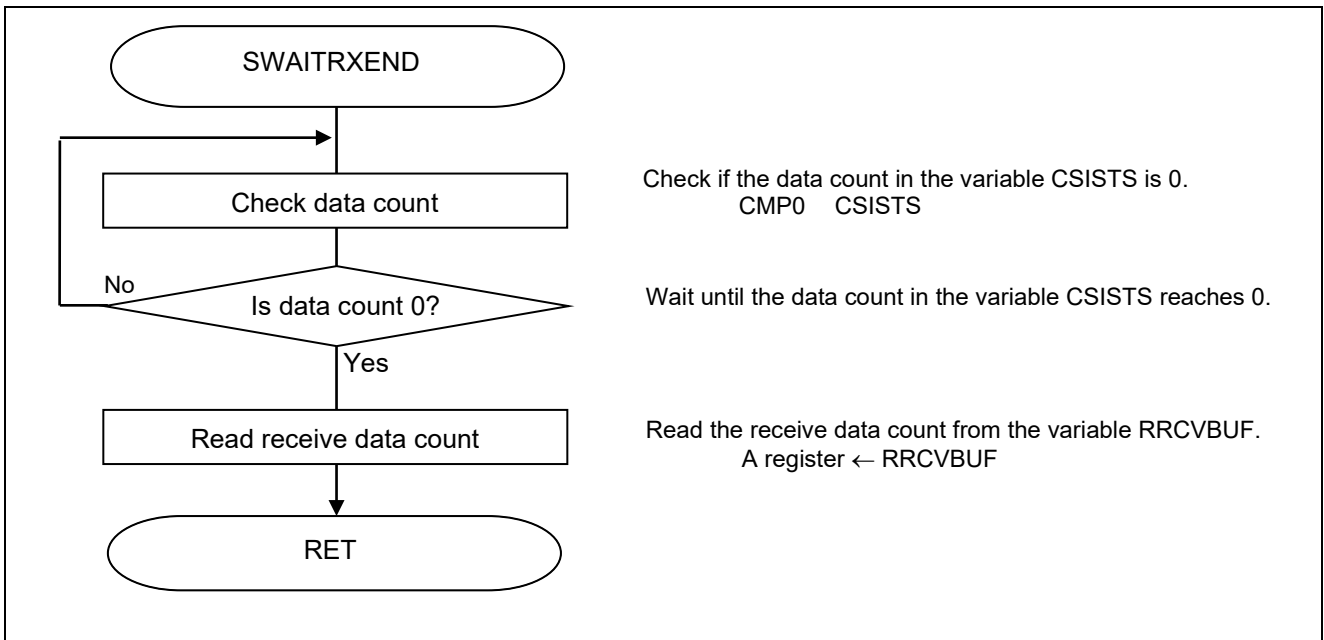 SWAITRXEND
Check data count
Check if the data count in the variable CSISTS is 0.
CMP0 CSISTS
No
Is data count 0?
Wait until the data count in the variable CSISTS reaches 0.
Yes
Read receive data count
Read the receive data count from the variable RRCVBUF.
A register ← RRCVBUF
RET